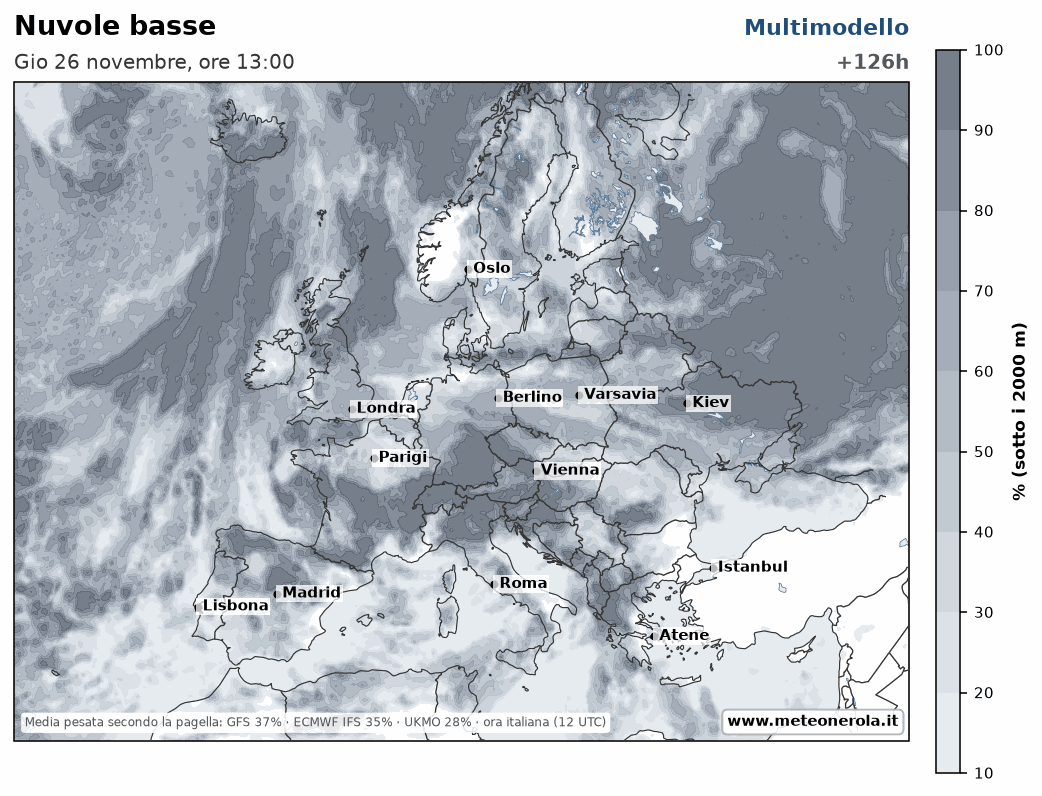 Nuvole basse
Multimodello
Gio 26 novembre, ore 13:00
+126h
100
90
80
70
60
50
40
30
20
10
% (sotto i 2000 m)
Oslo
Berlino
Varsavia
Kiev
Londra
Parigi
Vienna
Istanbul
Roma
Madrid
Lisbona
Atene
Media pesata secondo la pagella: GFS 37% · ECMWF IFS 35% · UKMO 28% · ora italiana (12 UTC)
www.meteonerola.it